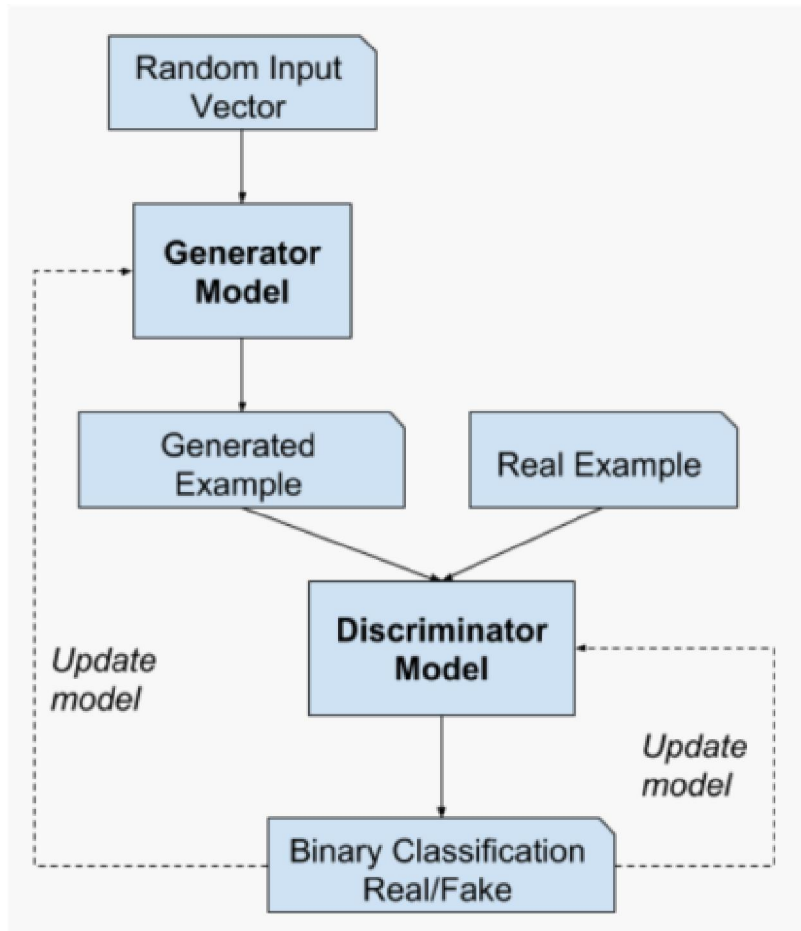 Random Input
Vector
Generator
Model
Generated
Example
Real Example
Discriminator
Model
Update
model
Update
model
Binary Classification
Real/Fake